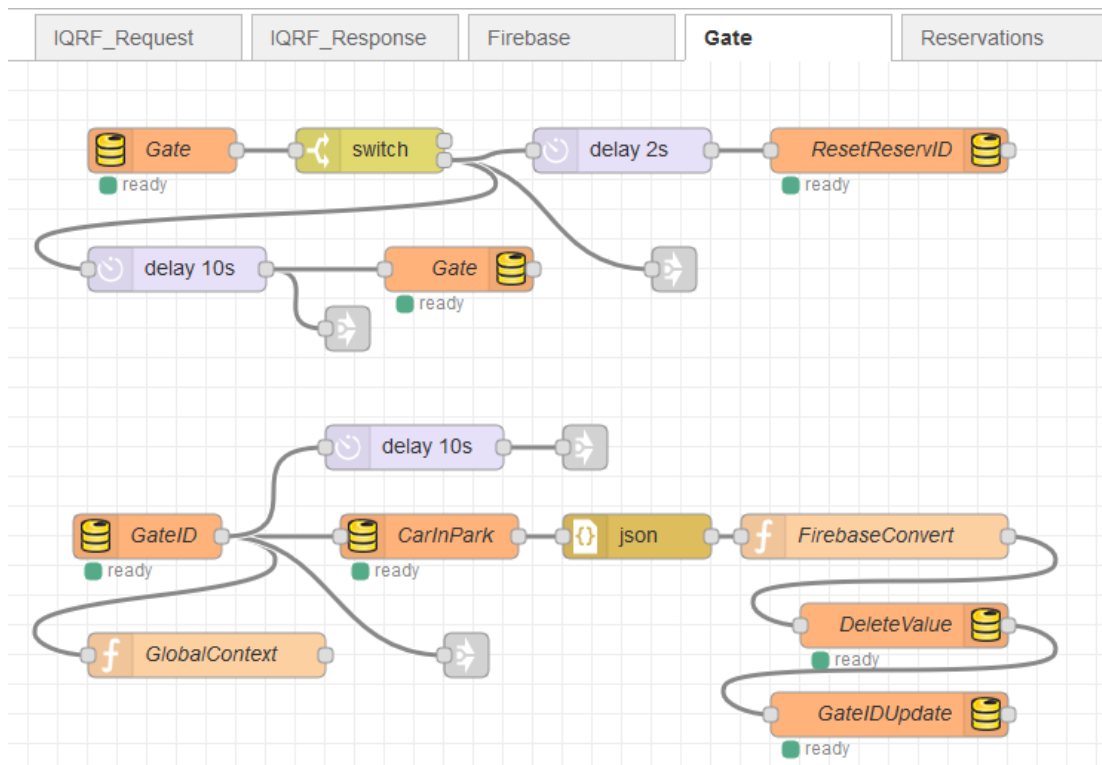 IQRF_Request
IQRF_Response
Firebase
Gate
Reservations
Gate
switch
delay 2s
ResetReservID
ready
ready
delay 10s
Gate
ready
delay 10s
GateID
CarInPark
json
FirebaseConvert
ready
ready
GlobalContext
DeleteValue
ready
GateIDUpdate
ready